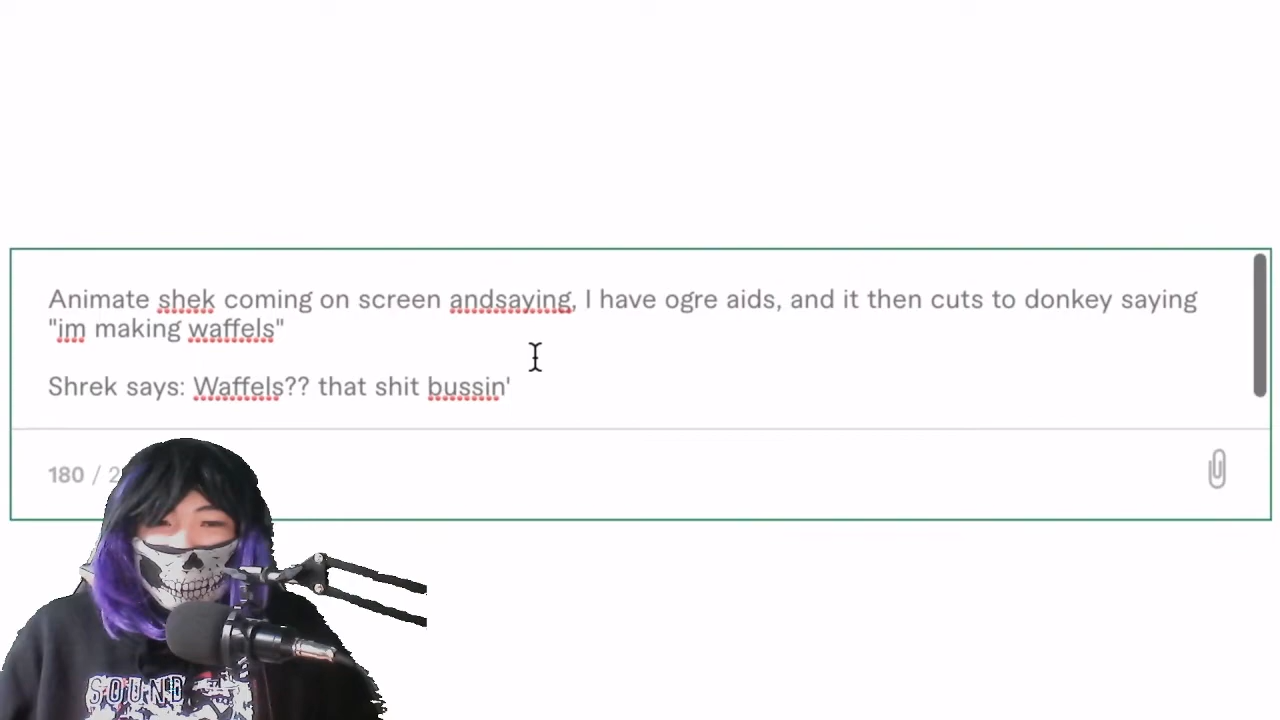 Animate shek coming on screen andsaying, I have ogre aids, and it then cuts to donkey saying
"im making waffels"
Shrek says: Waffels?? that shit bussin'
180 / 2
SOUND